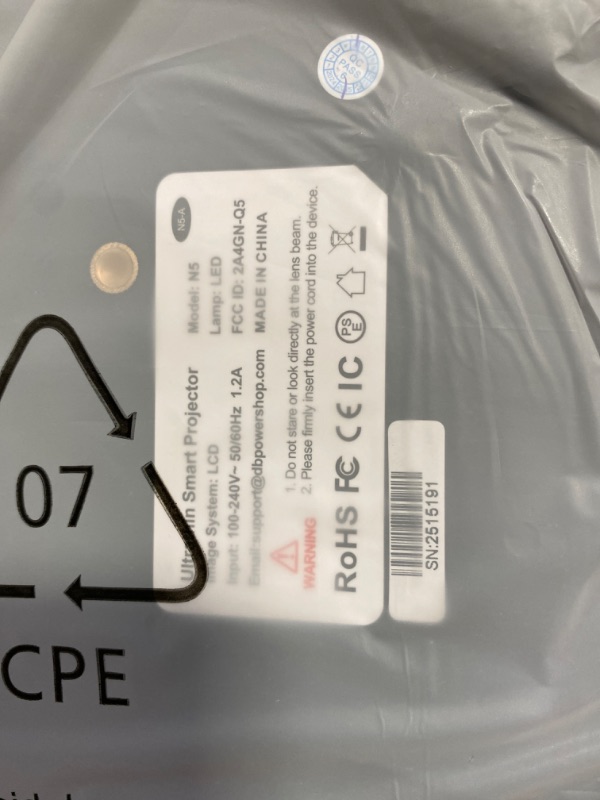 QC
PASS
N5-A
Ultra Thin Smart Projector
Model: N5
Image System: LCD
Lamp: LED
Input: 100-240V~ 50/60Hz 1.2A
FCC ID: 2A4GN-Q5
Email:support@dbpowershop.com
MADE IN CHINA
WARNING
1. Do not stare or look directly at the lens beam.
2. Please firmly insert the power cord into the device.
RoHS FC CE IC PSE
SN:2515191
07
CPE